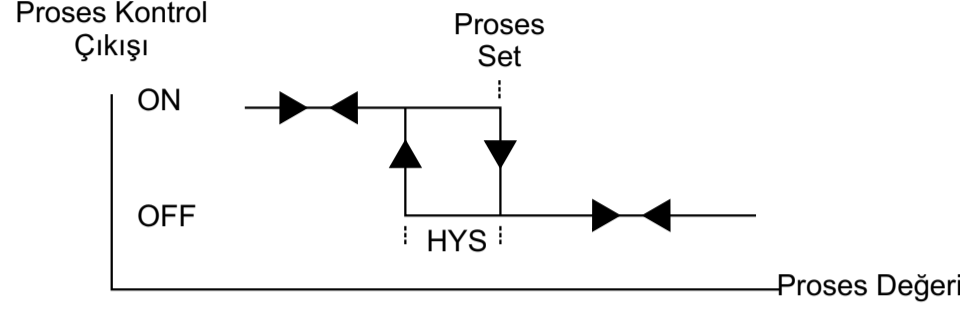 Proses Kontrol
Çıkışı
Proses
Set
ON
OFF
HYS
Proses Değeri